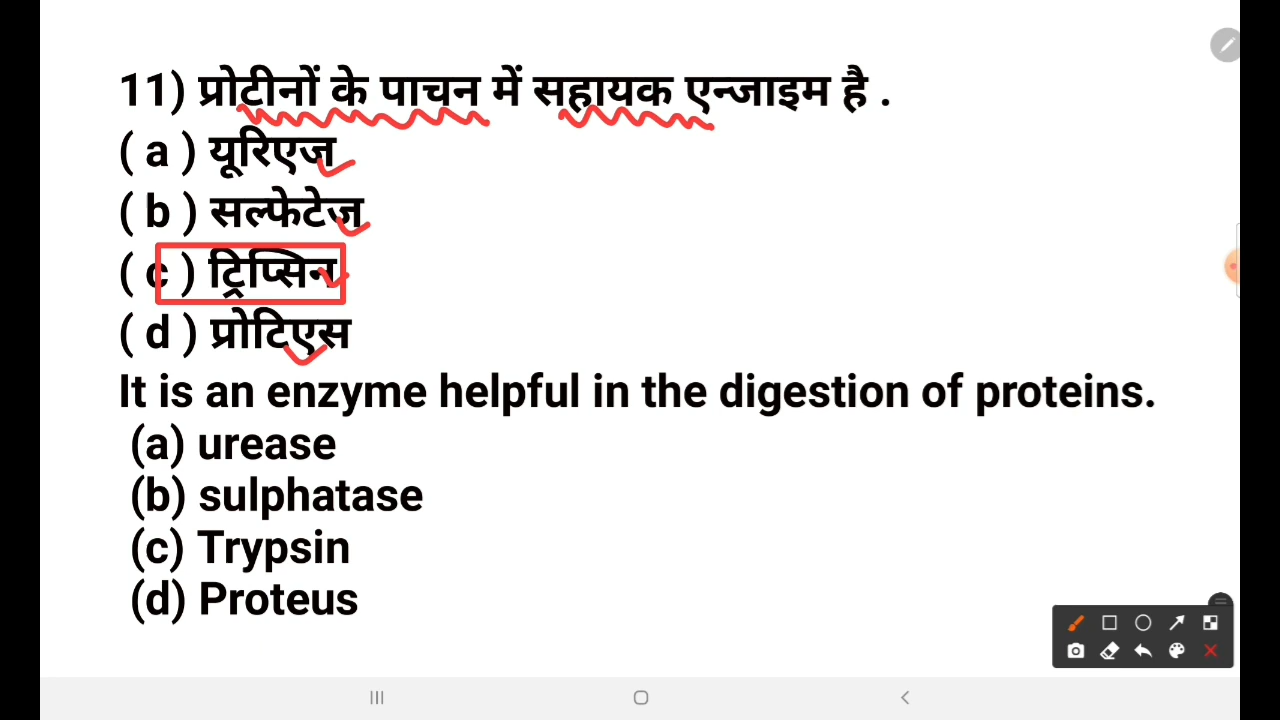 11) प्रोटीनों के पाचन में सहायक एन्जाइम है .
( a ) यूरिएज
( b ) सल्फेटेज
( c ) ट्रिप्सिन
( d ) प्रोटिएस
It is an enzyme helpful in the digestion of proteins.
(a) urease
(b) sulphatase
(c) Trypsin
(d) Proteus